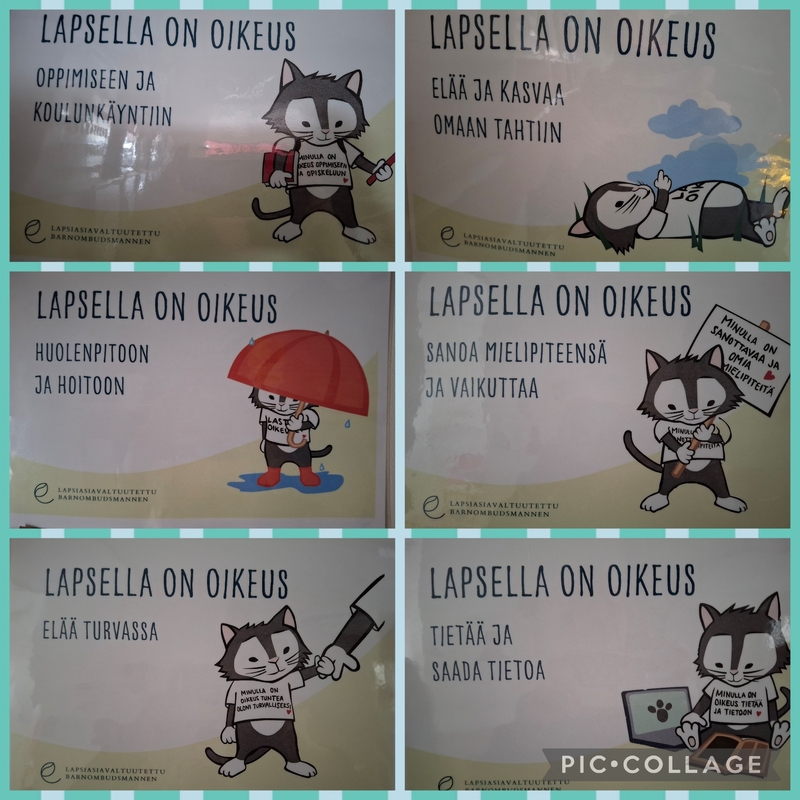 LAPSELLA ON OIKEUS
OPPIMISEEN JA
KOULUNKÄYNTIIN
MINULLA ON
OIKEUS OPPIMISEEN
JA OPISKELUUN
LAPSIASIAVALTUUTETTU
BARNOMBUDSMANNEN
LAPSELLA ON OIKEUS
ELÄÄ JA KASVAA
OMAAN TAHTIIN
LAPSIASIAVALTUUTETTU
BARNOMBUDSMANNEN
LAPSELLA ON OIKEUS
HUOLENPITOON
JA HOITOON
LAST
OIKEU
LAPSIASIAVALTUUTETTU
BARNOMBUDSMANNEN
LAPSELLA ON OIKEUS
SANOA MIELIPITEENSÄ
JA VAIKUTTAA
MINULLA ON
SANOTTAVAA JA
OMIA
MIELIPITEITÄ
LAPSIASIAVALTUUTETTU
BARNOMBUDSMANNEN
LAPSELLA ON OIKEUS
ELÄÄ TURVASSA
MINULLA ON
OIKEUS TUNTEA
OLONI TURVALLISEKSI
LAPSIASIAVALTUUTETTU
BARNOMBUDSMANNEN
LAPSELLA ON OIKEUS
TIETÄÄ JA
SAADA TIETOA
MINULLA ON
OIKEUS TIETÄÄ
JA TIETOON
LAPSIASIAVALTUUTETTU
PIC•COLLAGE